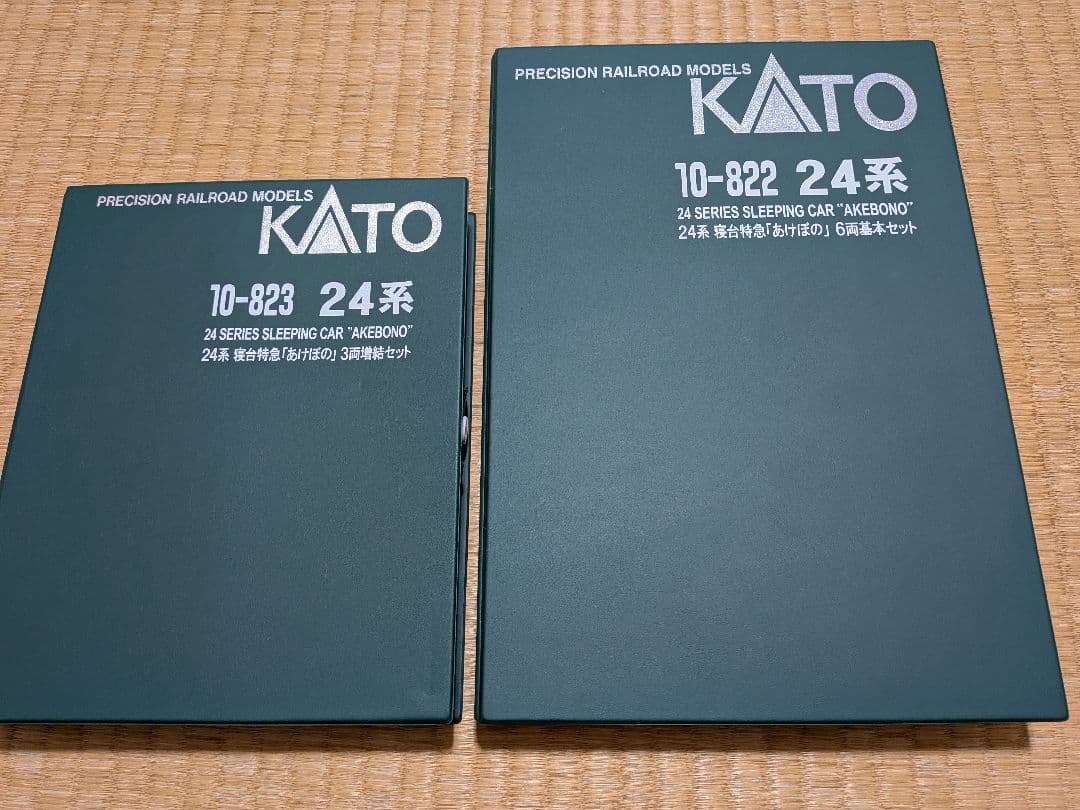 PRECISION RAILROAD MODELS
KATO
10-823 24系
24 SERIES SLEEPING CAR "AKEBONO"
24系 寝台特急「あけぼの」3両増結セット
PRECISION RAILROAD MODELS
KATO
10-822 24系
24 SERIES SLEEPING CAR "AKEBONO"
24系 寝台特急「あけぼの」6両基本セット